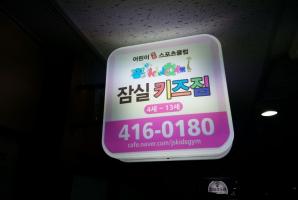 어린이 스포츠클럽
잠실 키즈짐
4세 ~ 13세
416-0180
cafe.naver.com/jskidsgym